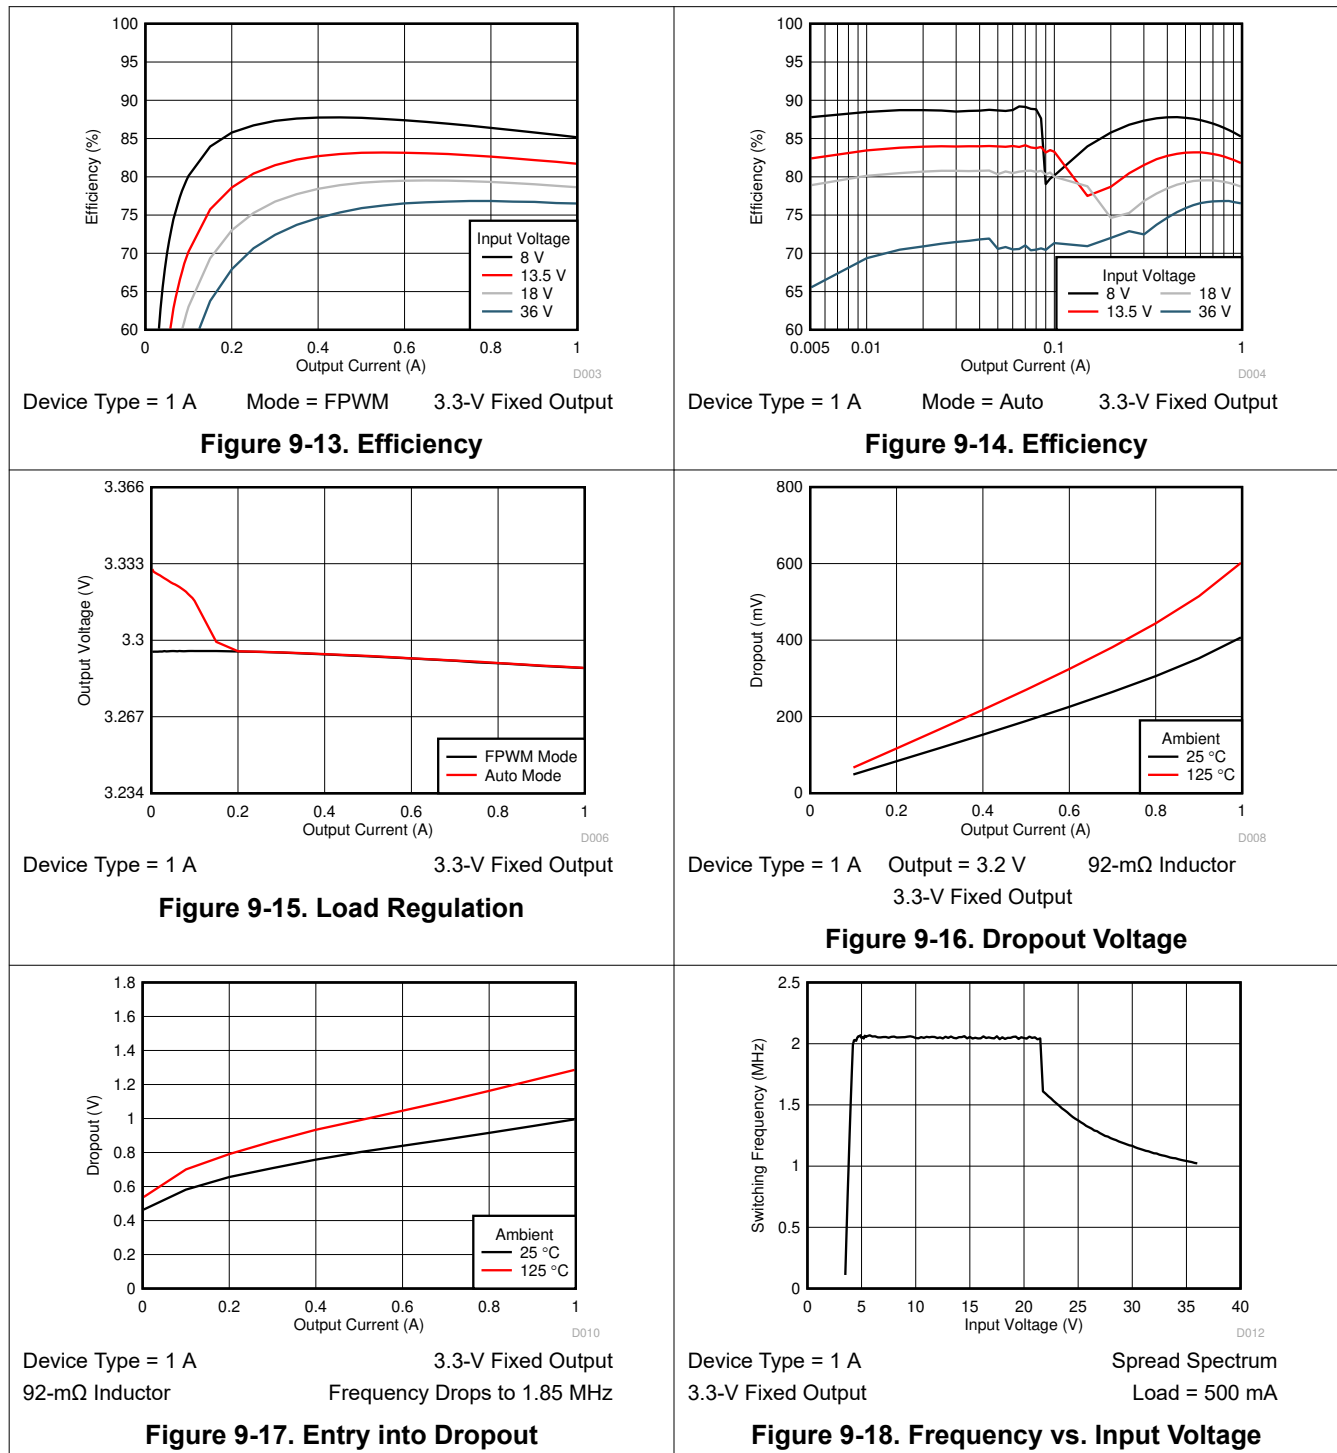 100
95
90
85
80
75
70
65
60
Efficiency (%)
0 0.2 0.4 0.6 0.8 1
Output Current (A)
D003
Input Voltage
8 V
13.5 V
18 V
36 V
Device Type = 1 A Mode = FPWM 3.3-V Fixed Output
Figure 9-13. Efficiency
100
95
90
85
80
75
70
65
60
Efficiency (%)
0.005 0.01 0.1 1
Output Current (A)
D004
Input Voltage
8 V 18 V
13.5 V 36 V
Device Type = 1 A Mode = Auto 3.3-V Fixed Output
Figure 9-14. Efficiency
3.366
3.333
3.3
3.267
3.234
Output Voltage (V)
0 0.2 0.4 0.6 0.8 1
Output Current (A)
D006
FPWM Mode
Auto Mode
Device Type = 1 A 3.3-V Fixed Output
Figure 9-15. Load Regulation
800
600
400
200
0
Dropout (mV)
0 0.2 0.4 0.6 0.8 1
Output Current (A)
D008
Ambient
25 °C
125 °C
Device Type = 1 A Output = 3.2 V 92-mΩ Inductor
3.3-V Fixed Output
Figure 9-16. Dropout Voltage
1.8
1.6
1.4
1.2
1
0.8
0.6
0.4
0.2
0
Dropout (V)
0 0.2 0.4 0.6 0.8 1
Output Current (A)
D010
Ambient
25 °C
125 °C
Device Type = 1 A 3.3-V Fixed Output
92-mΩ Inductor Frequency Drops to 1.85 MHz
Figure 9-17. Entry into Dropout
2.5
2
1.5
1
0.5
0
Switching Frequency (MHz)
0 5 10 15 20 25 30 35 40
Input Voltage (V)
D012
Device Type = 1 A Spread Spectrum
3.3-V Fixed Output Load = 500 mA
Figure 9-18. Frequency vs. Input Voltage